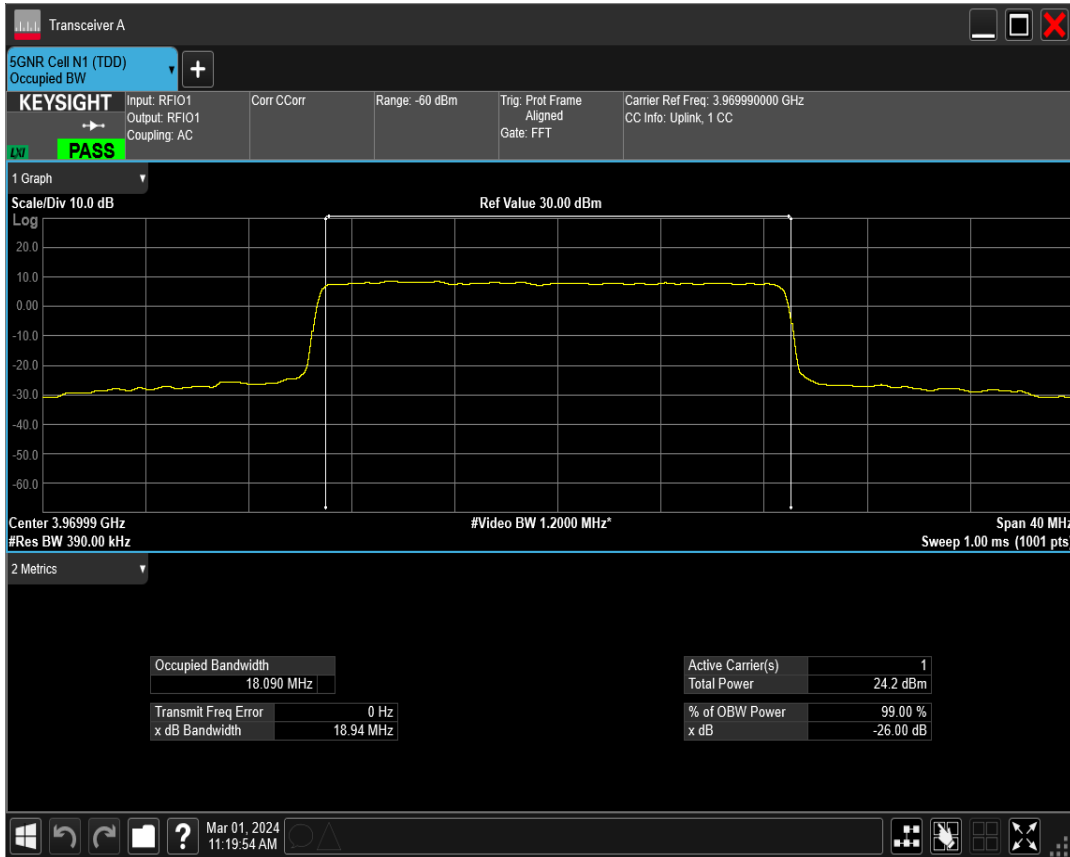 Transceiver A
5GNR Cell N1 (TDD)
Occupied BW
+
KEYSIGHT
LXI
PASS
Input: RFIO1
Output: RFIO1
Coupling: AC
Corr CCorr
Range: -60 dBm
Trig: Prot Frame
Aligned
Gate: FFT
Carrier Ref Freq: 3.969990000 GHz
CC Info: Uplink, 1 CC
1 Graph
Scale/Div 10.0 dB
Ref Value 30.00 dBm
Log
20.0
10.0
0.00
-10.0
-20.0
-30.0
-40.0
-50.0
-60.0
Center 3.96999 GHz
#Video BW 1.2000 MHz*
Span 40 MHz
#Res BW 390.00 kHz
Sweep 1.00 ms (1001 pts)
2 Metrics
Occupied Bandwidth
18.090 MHz
Transmit Freq Error 0 Hz
x dB Bandwidth 18.94 MHz
Active Carrier(s) 1
Total Power 24.2 dBm
% of OBW Power 99.00 %
x dB -26.00 dB
?
Mar 01, 2024
11:19:54 AM